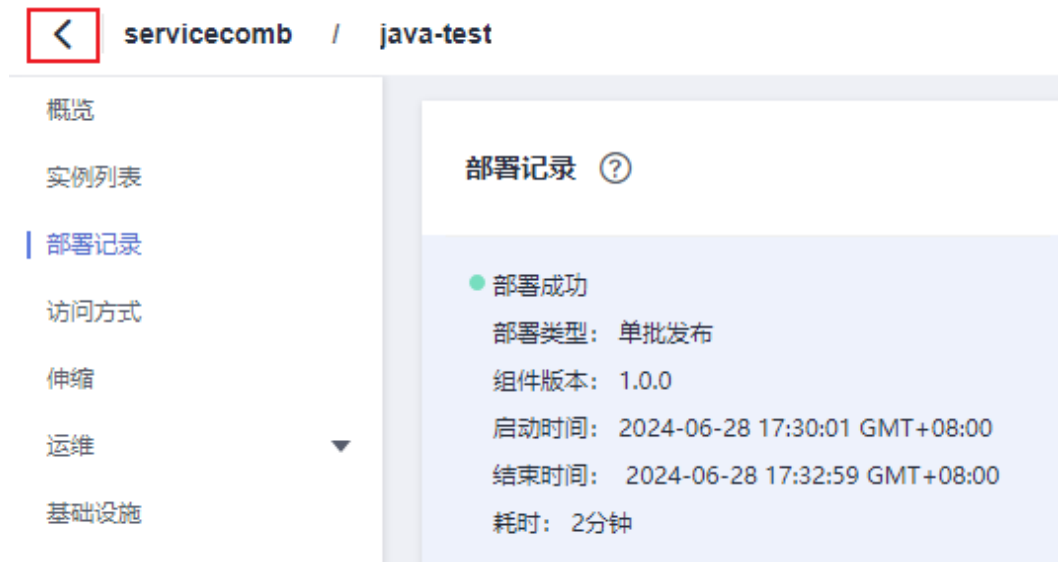 servicecomb / java-test
概览
实例列表
部署记录
访问方式
伸缩
运维
基础设施
部署记录 ?
部署成功
部署类型： 单批发布
组件版本： 1.0.0
启动时间： 2024-06-28 17:30:01 GMT+08:00
结束时间： 2024-06-28 17:32:59 GMT+08:00
耗时： 2分钟